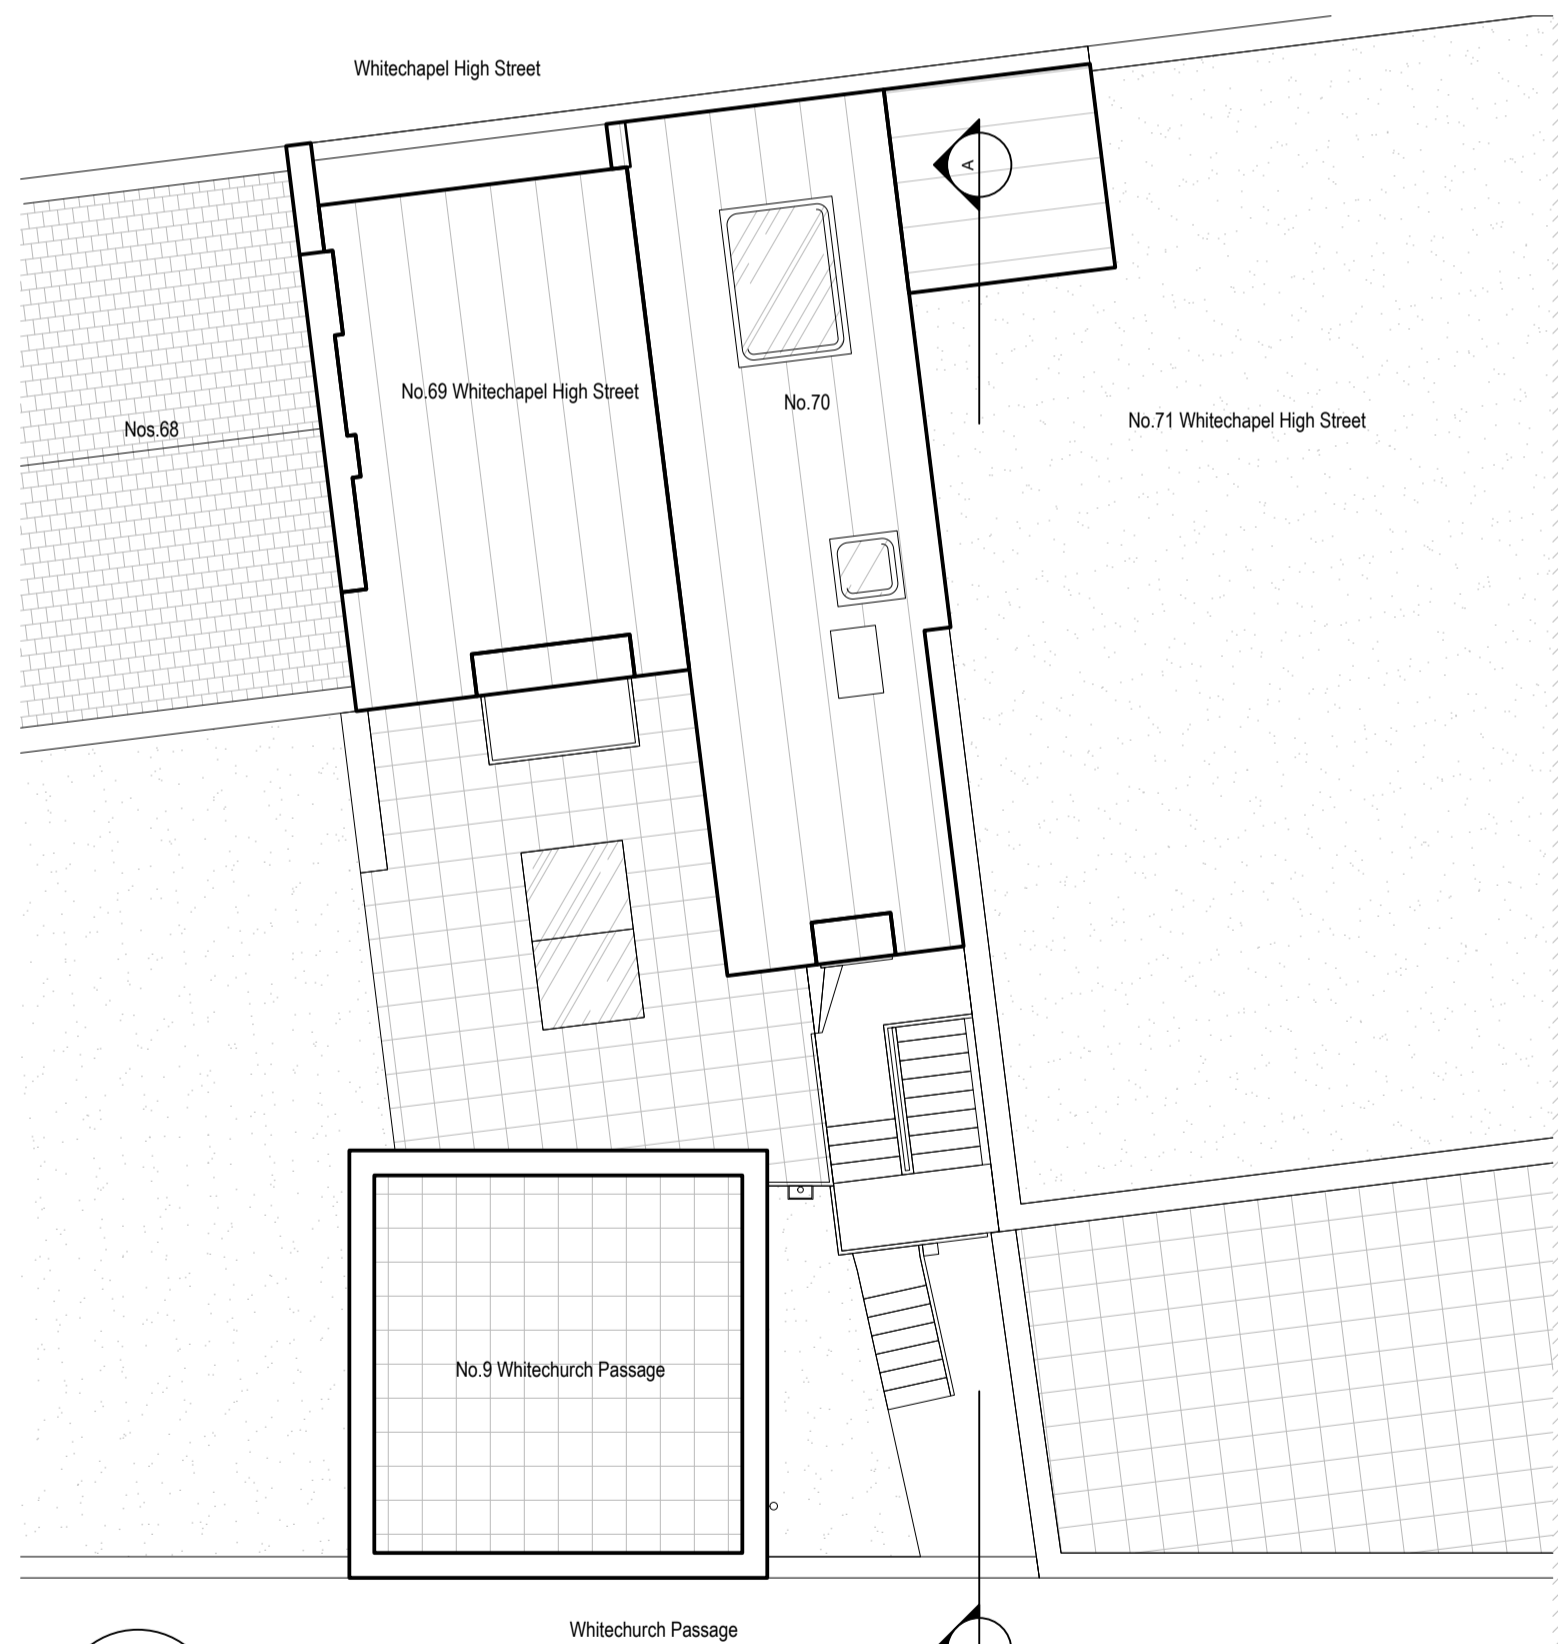 Whitechapel High Street
A
No.69 Whitechapel High Street
No.70
No.71 Whitechapel High Street
Nos.68
No.9 Whitechurch Passage
Whitechurch Passage